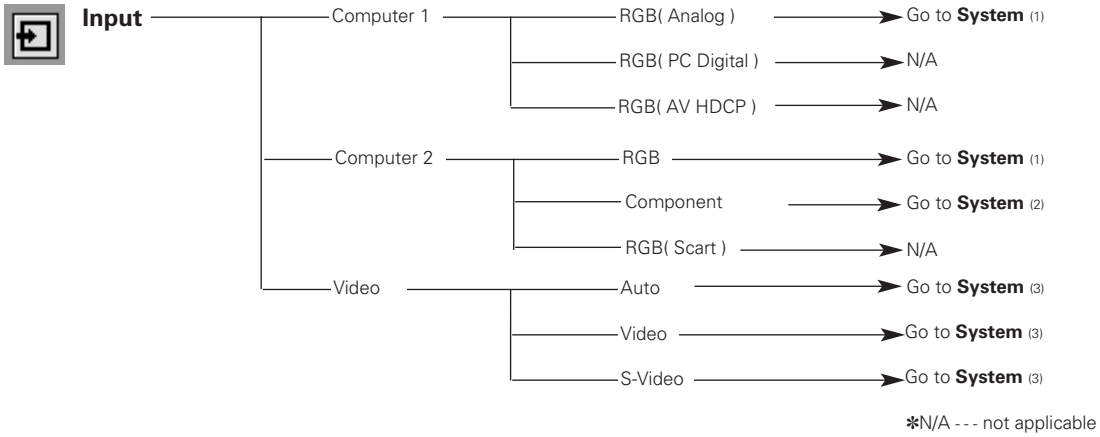 Input
Computer 1
RGB( Analog )
Go to System (1)
RGB( PC Digital )
N/A
RGB( AV HDCP )
N/A
Computer 2
RGB
Go to System (1)
Component
Go to System (2)
RGB( Scart )
N/A
Video
Auto
Go to System (3)
Video
Go to System (3)
S-Video
Go to System (3)
✽N/A - - - not applicable